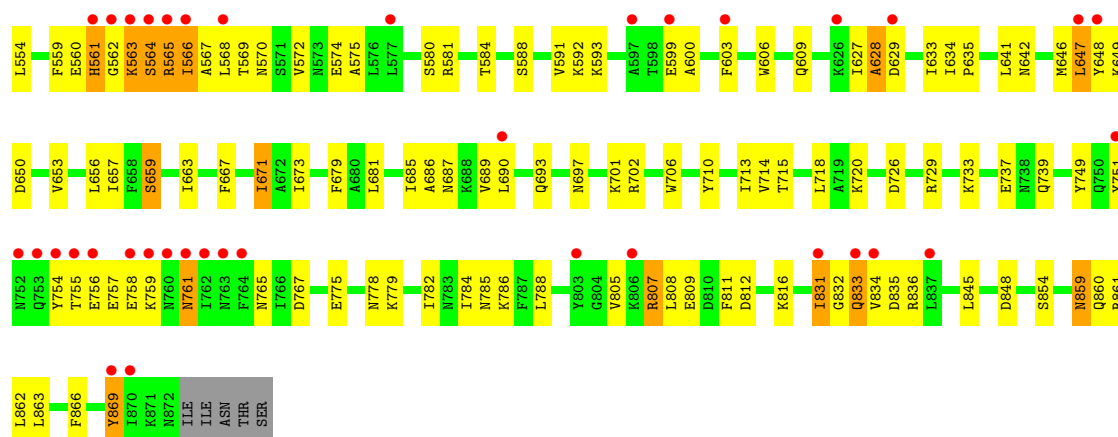 L554 F559 E560 H561 G562 K563 S564 R565 I566 A567 L568 T569 N570 S571 V572 N573 E574 A575 L576 L577 S580 R581 T584 S588 V591 K592 K593 A597 T598 E599 A600 F603 W606 Q609 K626 I627 A628 D629 I633 I634 P635 L641 N642 M646 L647 Y648 K649
D650 V653 L656 I657 F658 S659 I663 F667 I671 A672 I673 F679 A680 L681 I685 A686 N687 K688 V689 L690 Q693 N697 K701 R702 W706 Y710 I713 V714 T715 L718 A719 K720 D726 R729 K733 E737 N738 Q739 Y749 Q750 Y751
N752 Q753 Y754 T755 E756 E757 E758 K759 N760 N761 I762 N763 F764 N765 I766 D767 E775 N778 K779 I782 N783 I784 N785 K786 F787 L788 Y803 G804 V805 K806 R807 L808 E809 D810 F811 D812 K816 I831 G832 Q833 V834 D835 R836 L837 L845 D848 S854 N859 Q860
L862 L863 F866 Y869 I870 K871 N872 ILE ILE ASN THR SER